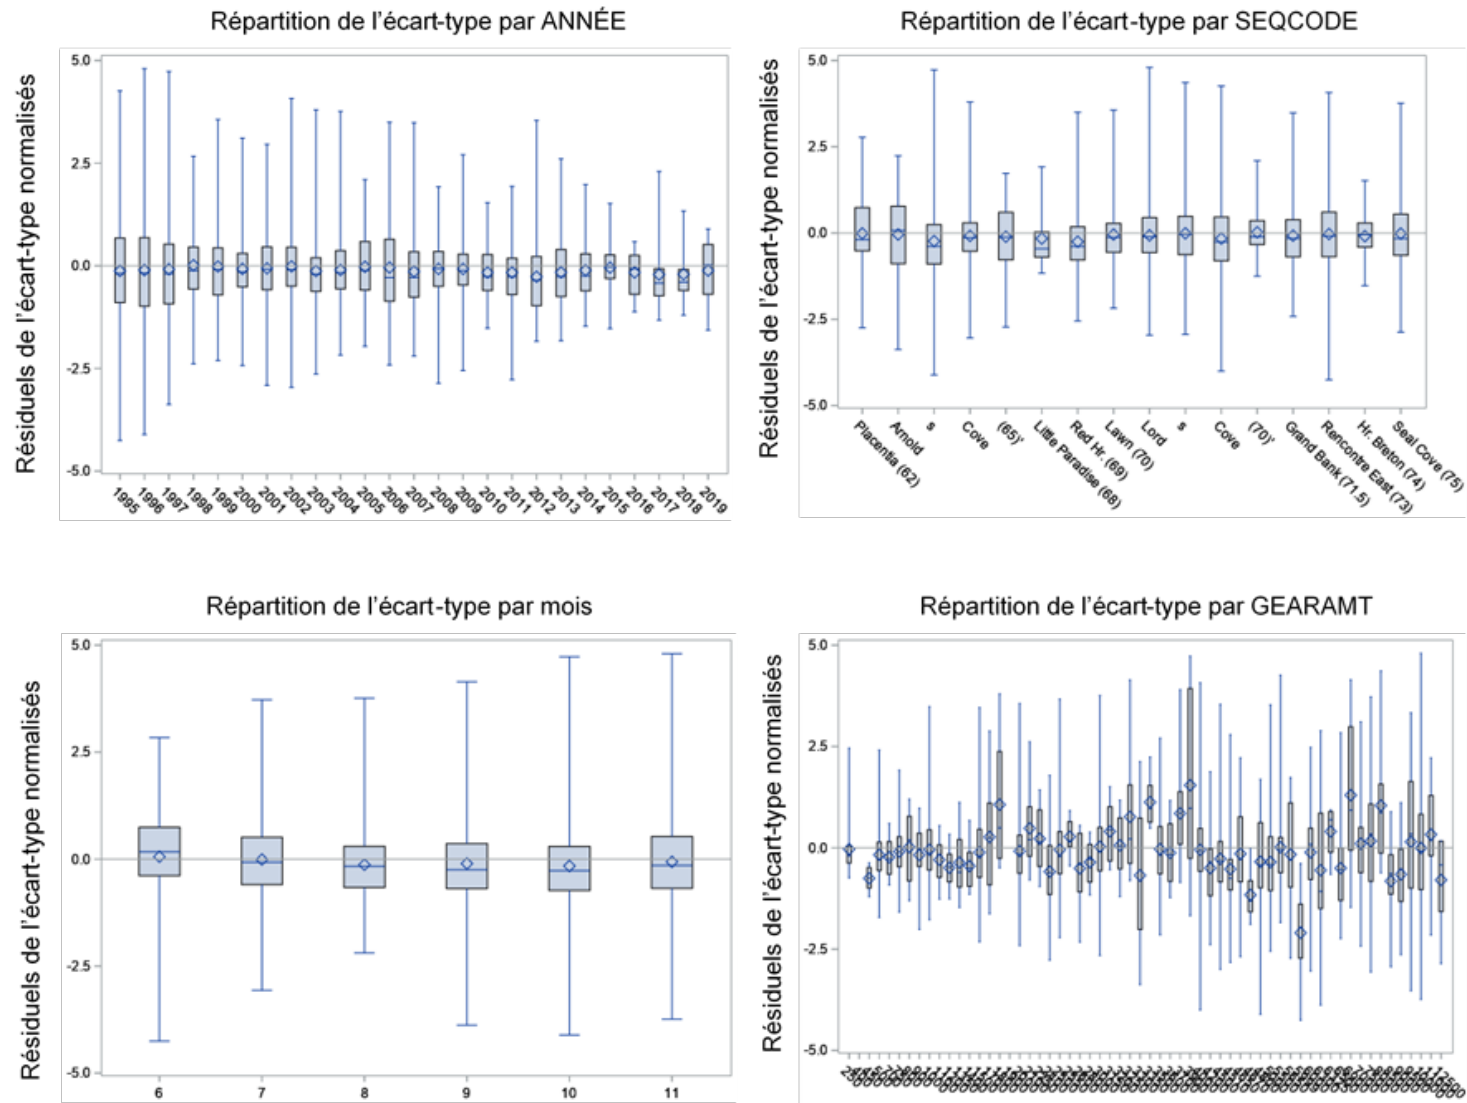 Répartition de l'écart-type par ANNÉE
Résiduels de l'écart-type normalisés
5.0
2.5
0.0
-2.5
-5.0
1995 1996 1997 1998 1999 2000 2001 2002 2003 2004 2005 2006 2007 2008 2009 2010 2011 2012 2013 2014 2015 2016 2017 2018 2019
Répartition de l'écart-type par SEQCODE
Résiduels de l'écart-type normalisés
5.0
2.5
0.0
-2.5
-5.0
Placentia (62)
Arnold
s
Cove
(65)'
Little Paradise (68)
Red Hr. (69)
Lawn (70)
Lord
s
Cove
(70)'
Grand Bank (71.5)
Rencontre East (73)
Hr. Breton (74)
Seal Cove (75)
Répartition de l'écart-type par mois
Résiduels de l'écart-type normalisés
5.0
2.5
0.0
-2.5
-5.0
6 7 8 9 10 11
Répartition de l'écart-type par GEARAMT
Résiduels de l'écart-type normalisés
5.0
2.5
0.0
-2.5
-5.0